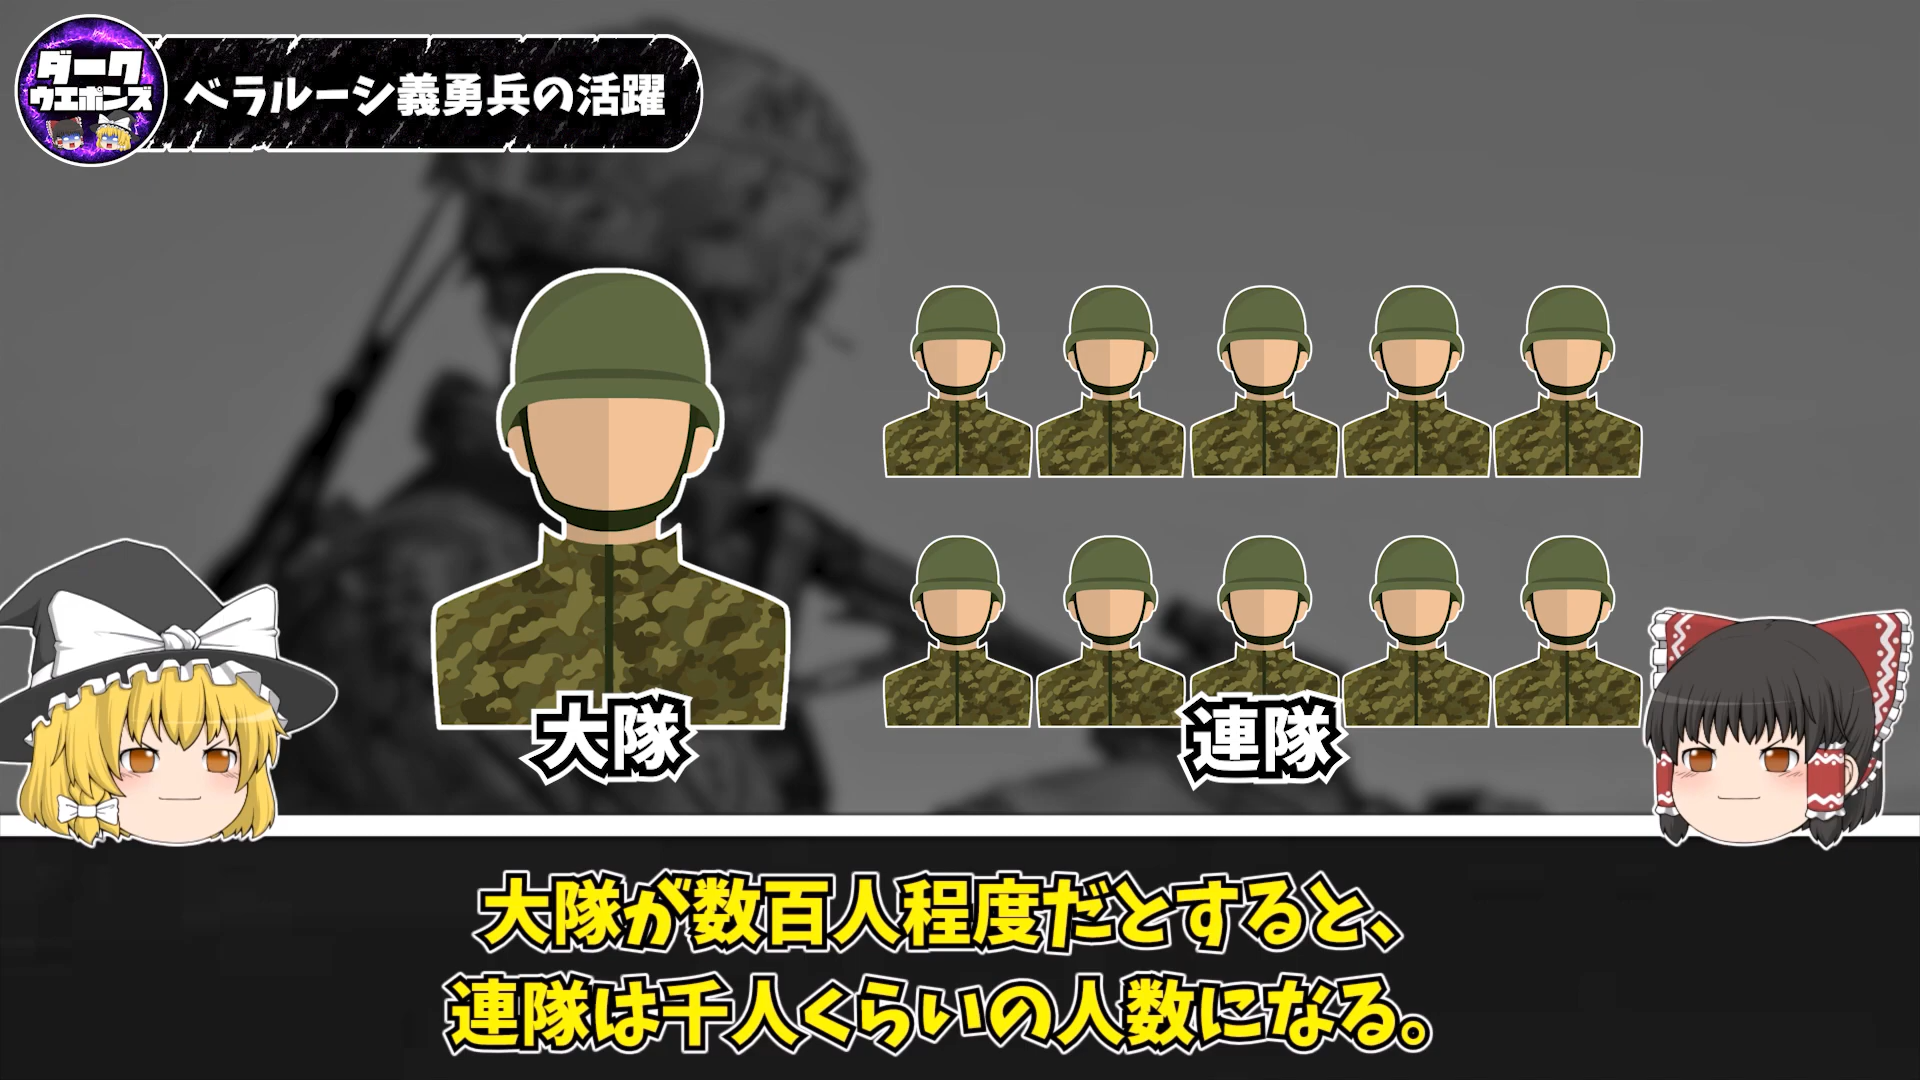 ダーク
ウエポンズ
ベラルーシ義勇兵の活躍
大隊
連隊
大隊が数百人程度だとすると、
連隊は千人くらいの人数になる。